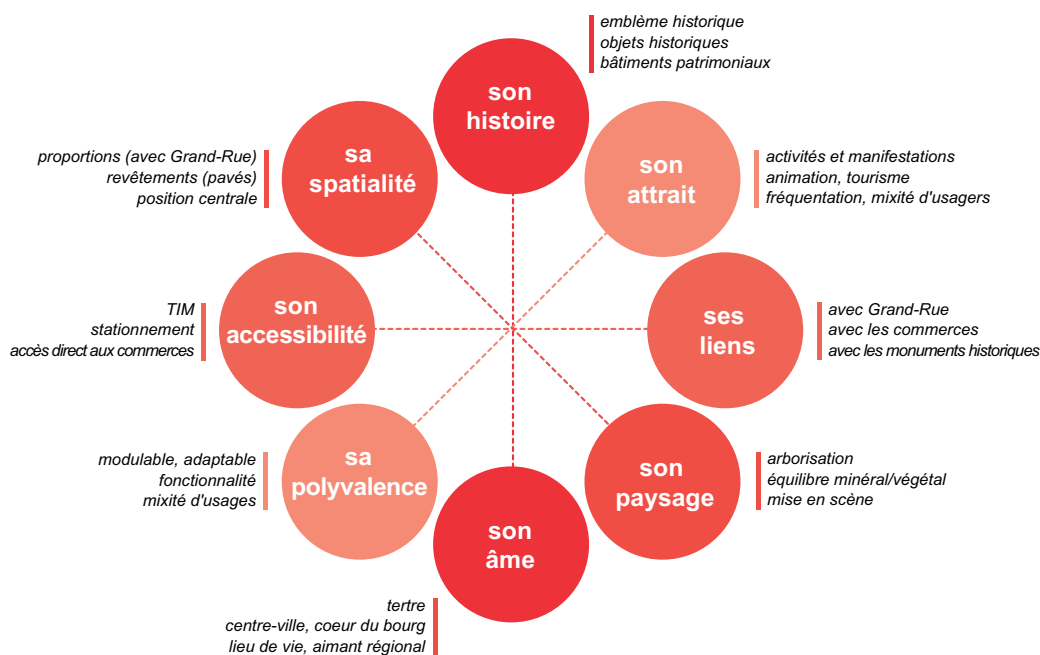 son
histoire
emblème historique
objets historiques
bâtiments patrimoniaux
son
attrait
activités et manifestations
animation, tourisme
fréquentation, mixité d'usagers
ses
liens
avec Grand-Rue
avec les commerces
avec les monuments historiques
son
paysage
arborisation
équilibre minéral/végétal
mise en scène
son
âme
tertre
centre-ville, coeur du bourg
lieu de vie, aimant régional
sa
polyvalence
modulable, adaptable
fonctionnalité
mixité d'usages
son
accessibilité
TIM
stationnement
accès direct aux commerces
sa
spatialité
proportions (avec Grand-Rue)
revêtements (pavés)
position centrale